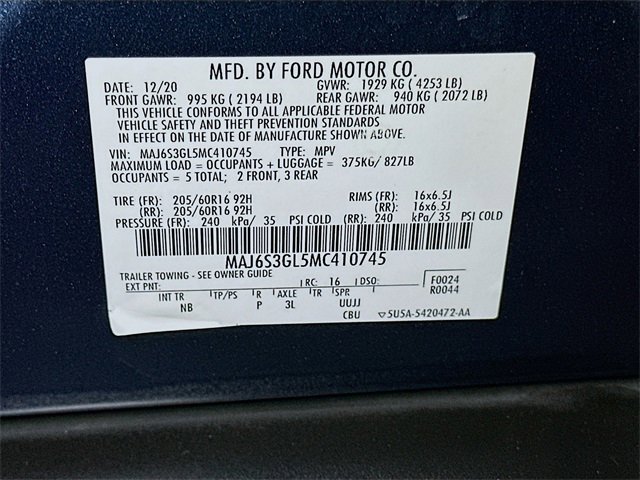 MFD. BY FORD MOTOR CO.
DATE: 12/20 GVWR: 1929 KG ( 4253 LB)
FRONT GAWR: 995 KG ( 2194 LB) REAR GAWR: 940 KG ( 2072 LB)
THIS VEHICLE CONFORMS TO ALL APPLICABLE FEDERAL MOTOR
VEHICLE SAFETY AND THEFT PREVENTION STANDARDS
IN EFFECT ON THE DATE OF MANUFACTURE SHOWN ABOVE.
VIN: MAJ6S3GL5MC410745 TYPE: MPV
MAXIMUM LOAD = OCCUPANTS + LUGGAGE = 375KG/ 827LB
OCCUPANTS = 5 TOTAL; 2 FRONT, 3 REAR
TIRE (FR): 205/60R16 92H RIMS (FR): 16x6.5J
(RR): 205/60R16 92H (RR): 16x6.5J
PRESSURE (FR): 240 kPa/ 35 PSI COLD (RR): 240 kPa/ 35 PSI COLD
MAJ6S3GL5MC410745
TRAILER TOWING - SEE OWNER GUIDE
EXT PNT: RC: 16 DSO: F0024
INT TR TP/PS R AXLE TR SPR R0044
NB P 3L UUJJ
CBU ▽5U5A-5420472-AA